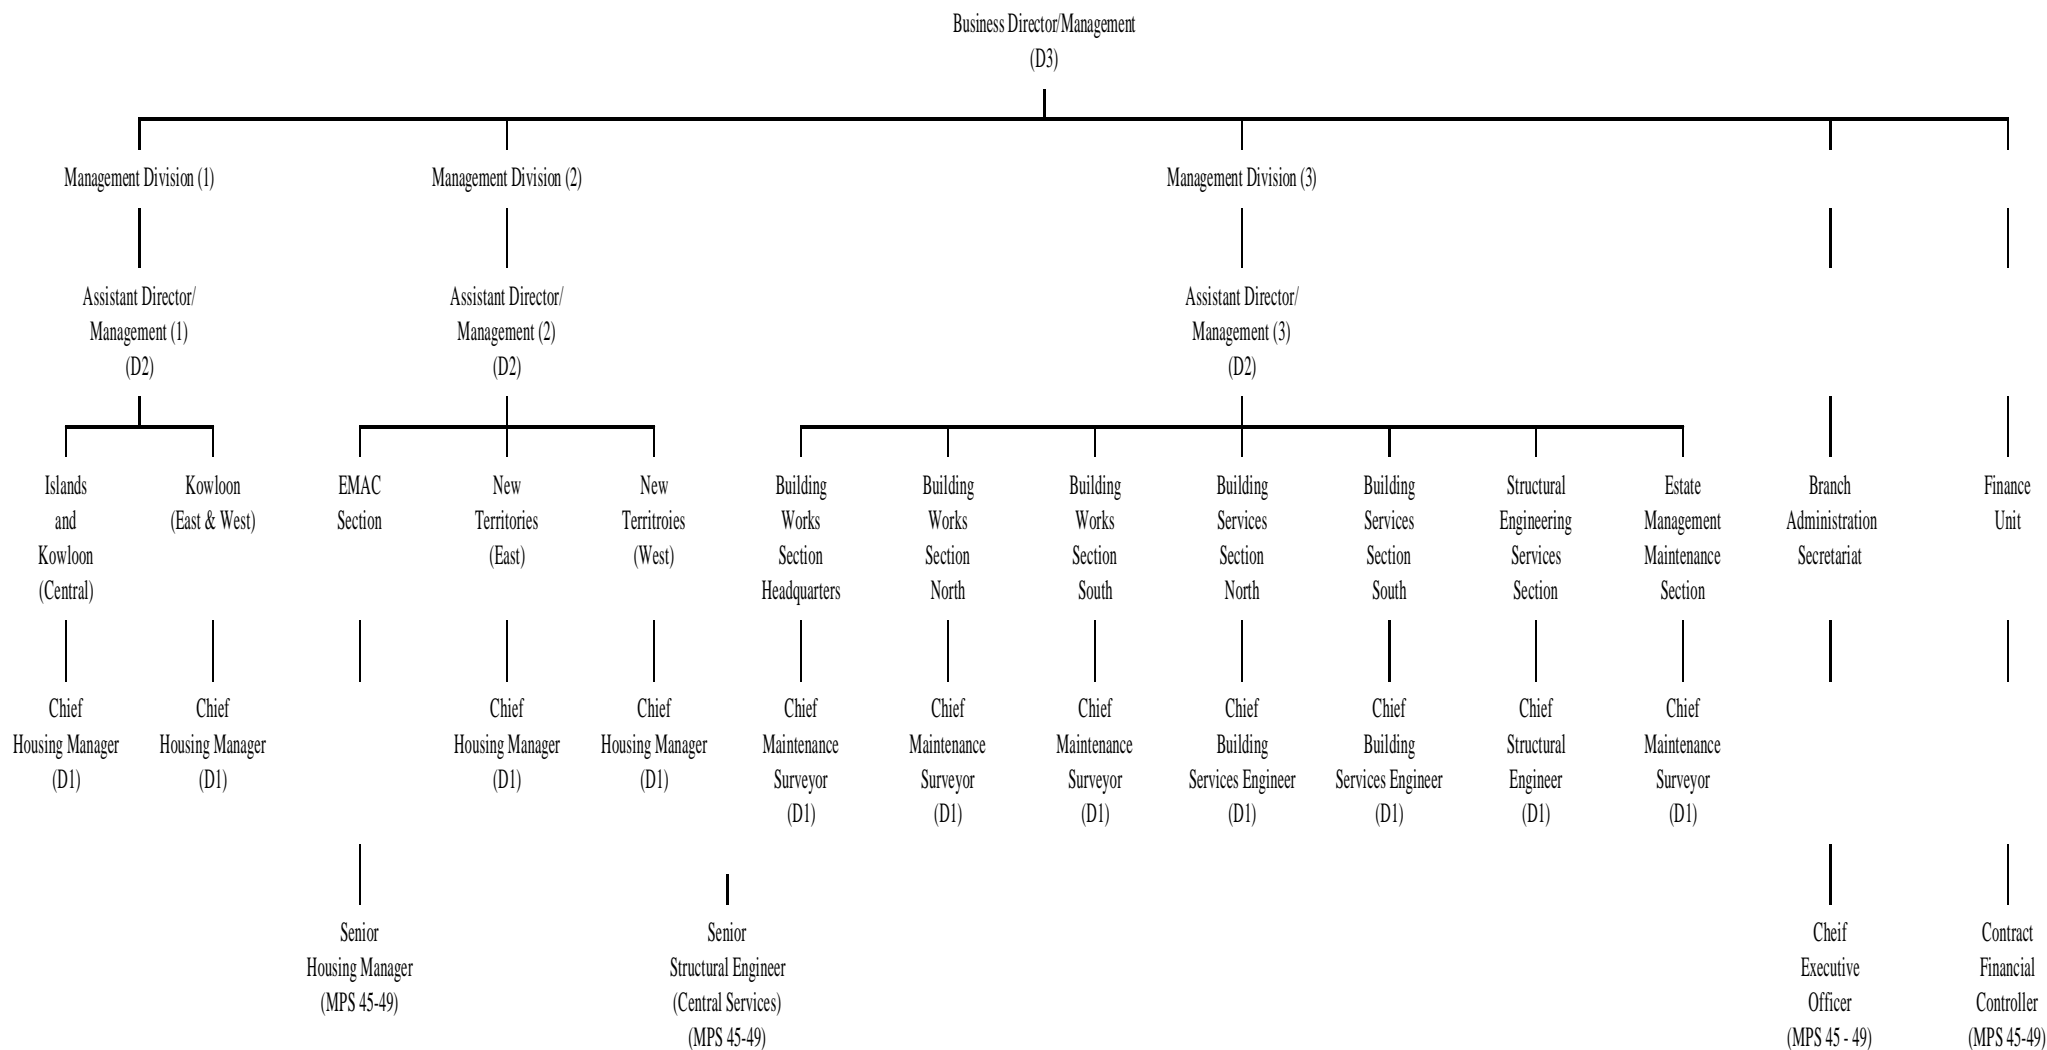 Business Director/Management
(D3)
Management Division (1)
Management Division (2)
Management Division (3)
Assistant Director/
Management (1)
(D2)
Assistant Director/
Management (2)
(D2)
Assistant Director/
Management (3)
(D2)
Islands
and
Kowloon
(Central)
Kowloon
(East & West)
EMAC
Section
New
Territories
(East)
New
Territroies
(West)
Building
Works
Section
Headquarters
Building
Works
Section
North
Building
Works
Section
South
Building
Services
Section
North
Building
Services
Section
South
Structural
Engineering
Services
Section
Estate
Management
Maintenance
Section
Branch
Administration
Secretariat
Finance
Unit
Chief
Housing Manager
(D1)
Chief
Housing Manager
(D1)
Chief
Housing Manager
(D1)
Chief
Housing Manager
(D1)
Chief
Maintenance
Surveyor
(D1)
Chief
Maintenance
Surveyor
(D1)
Chief
Maintenance
Surveyor
(D1)
Chief
Building
Services Engineer
(D1)
Chief
Building
Services Engineer
(D1)
Chief
Structural
Engineer
(D1)
Chief
Maintenance
Surveyor
(D1)
Senior
Housing Manager
(MPS 45-49)
Senior
Structural Engineer
(Central Services)
(MPS 45-49)
Cheif
Executive
Officer
(MPS 45 - 49)
Contract
Financial
Controller
(MPS 45-49)